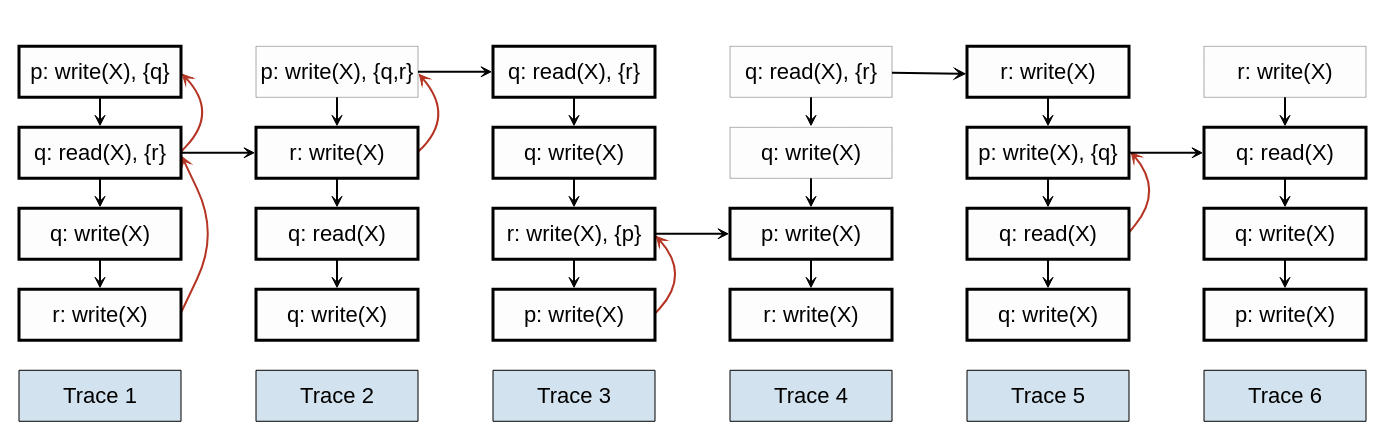 p: write(X), {q}
q: read(X), {r}
q: write(X)
r: write(X)
Trace 1
p: write(X), {q,r}
r: write(X)
q: read(X)
q: write(X)
Trace 2
q: read(X), {r}
q: write(X)
r: write(X), {p}
p: write(X)
Trace 3
q: read(X), {r}
q: write(X)
p: write(X)
r: write(X)
Trace 4
r: write(X)
p: write(X), {q}
q: read(X)
q: write(X)
Trace 5
r: write(X)
q: read(X)
q: write(X)
p: write(X)
Trace 6